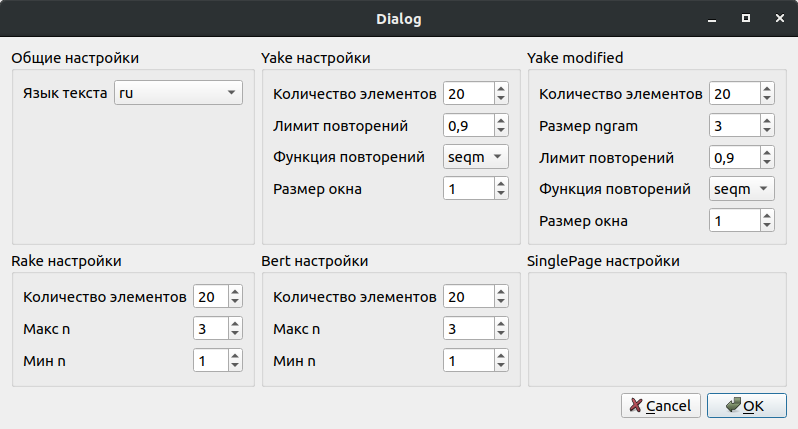 Dialog
Общие настройки
Язык текста ru
Yake настройки
Количество элементов 20
Лимит повторений 0,9
Функция повторений seqm
Размер окна 1
Yake modified
Количество элементов 20
Размер ngram 3
Лимит повторений 0,9
Функция повторений seqm
Размер окна 1
Rake настройки
Количество элементов 20
Макс n 3
Мин n 1
Bert настройки
Количество элементов 20
Макс n 3
Мин n 1
SinglePage настройки
Cancel OK